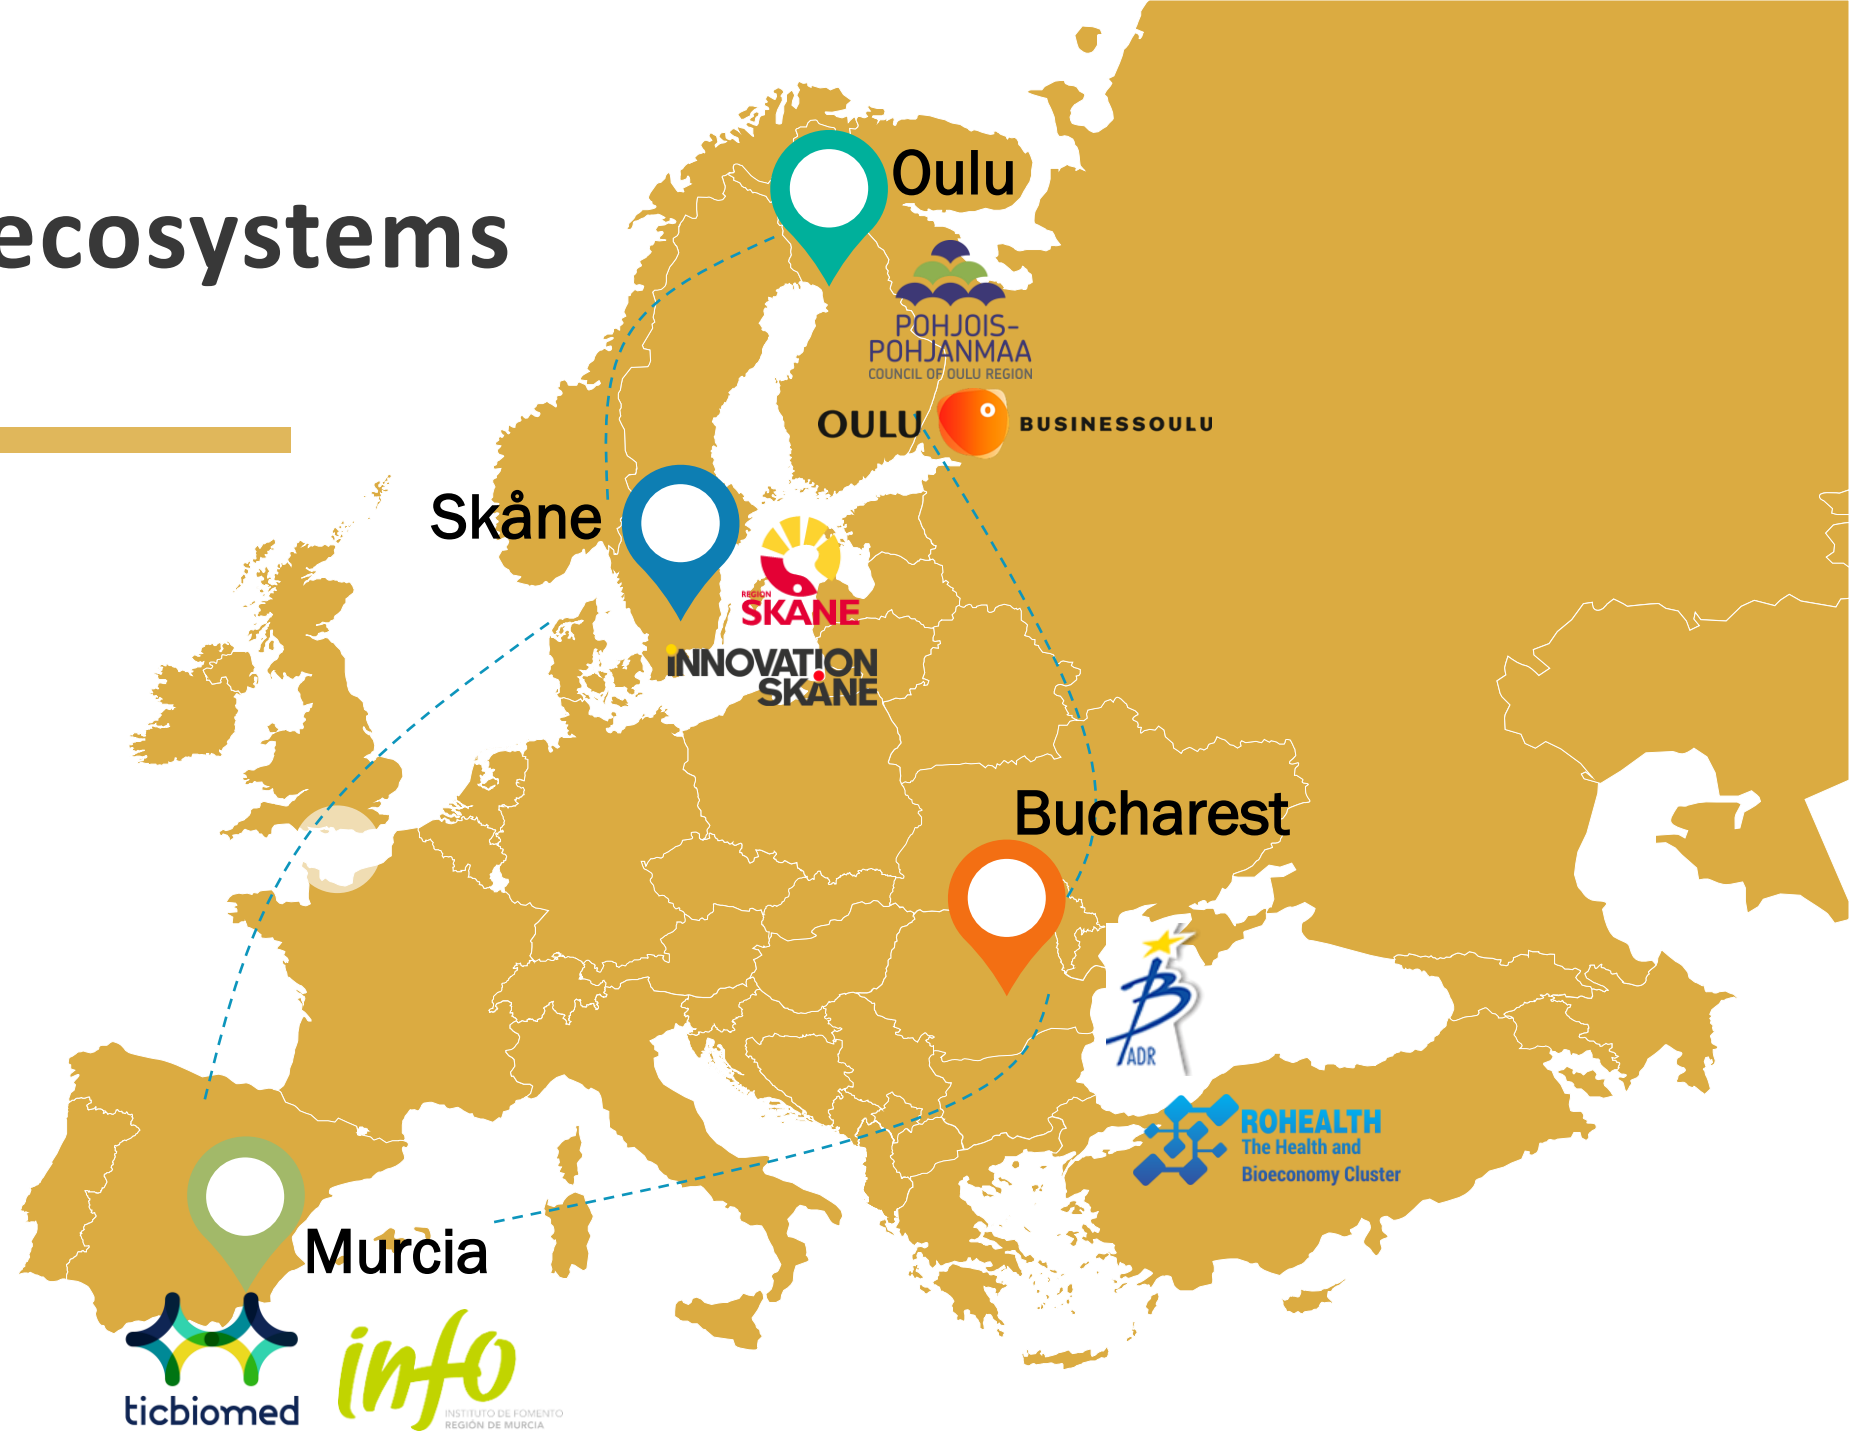 ecosystems
Oulu
POHJOIS-
POHJANMAA
COUNCIL OF OULU REGION
OULU
BUSINESSOULU
Skåne
REGION
SKÅNE
INNOVATION
SKÅNE
Bucharest
ADR
ROHEALTH
The Health and
Bioeconomy Cluster
Murcia
ticbiomed
info
INSTITUTO DE FOMENTO
REGIÓN DE MURCIA